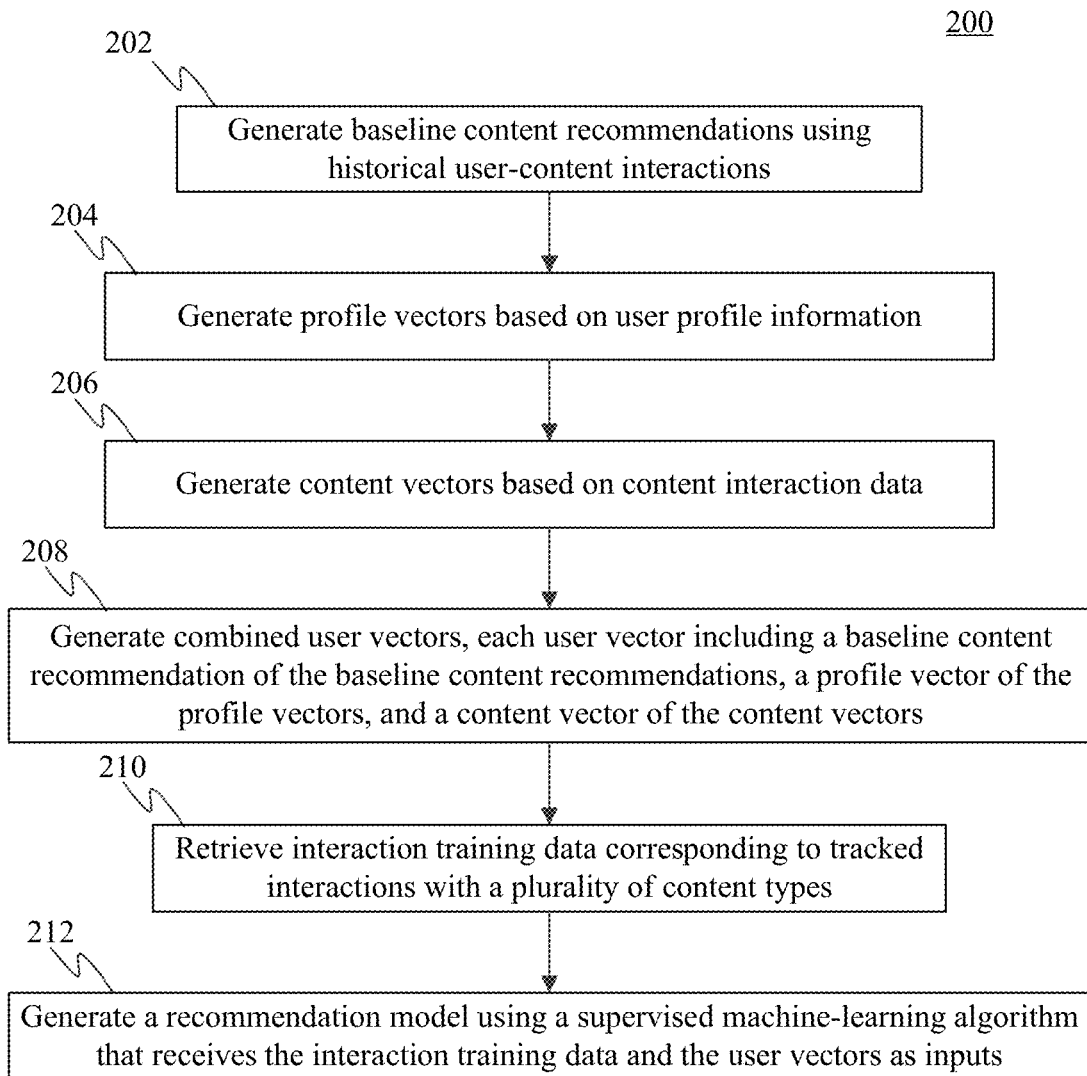 200
202
Generate baseline content recommendations using
historical user-content interactions
204
Generate profile vectors based on user profile information
206
Generate content vectors based on content interaction data
208
Generate combined user vectors, each user vector including a baseline content
recommendation of the baseline content recommendations, a profile vector of the
profile vectors, and a content vector of the content vectors
210
Retrieve interaction training data corresponding to tracked
interactions with a plurality of content types
212
Generate a recommendation model using a supervised machine-learning algorithm
that receives the interaction training data and the user vectors as inputs